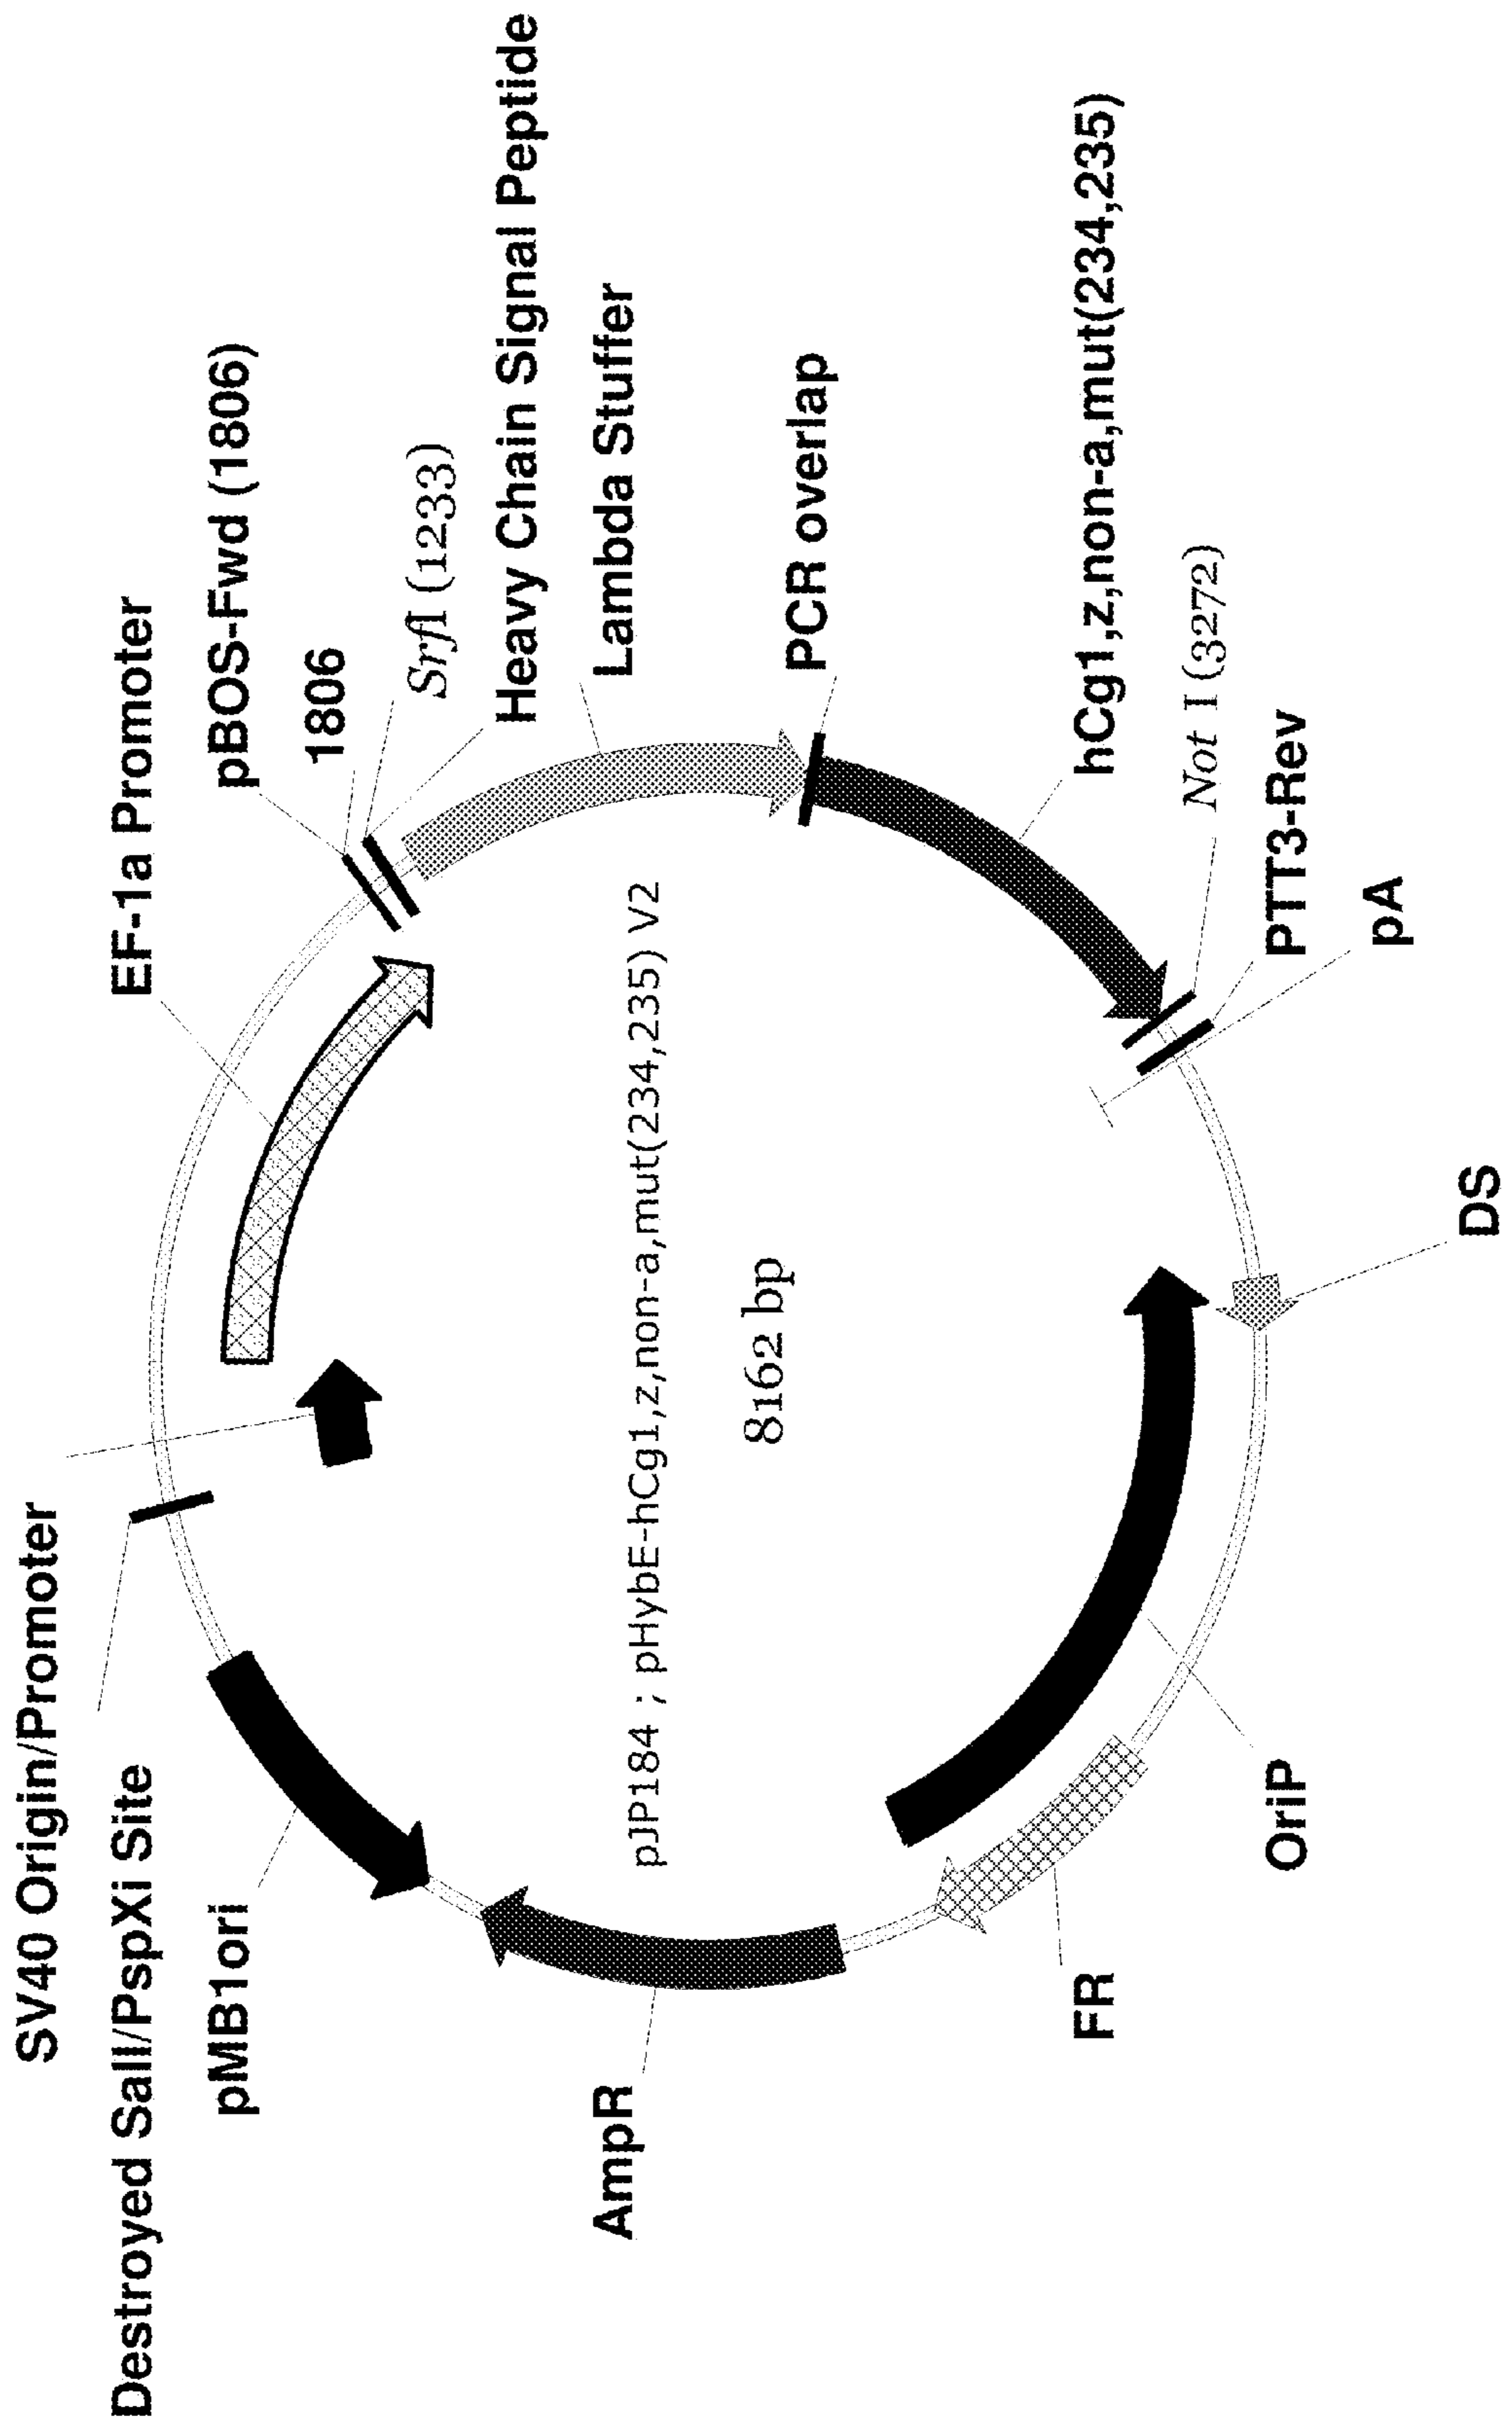 SV40 Origin/Promoter
Destroyed SalI/PspXi Site
EF-1a Promoter
pMB1ori
pBOS-Fwd (1806)
1806
SrfI (1233)
Heavy Chain Signal Peptide
AmpR
Lambda Stuffer
pJP184 ; pHybE-hCg1,z,non-a,mut(234,235) V2
8162 bp
PCR overlap
FR
hCg1,z,non-a,mut(234,235)
Not I (3272)
OriP
PTT3-Rev
pA
DS